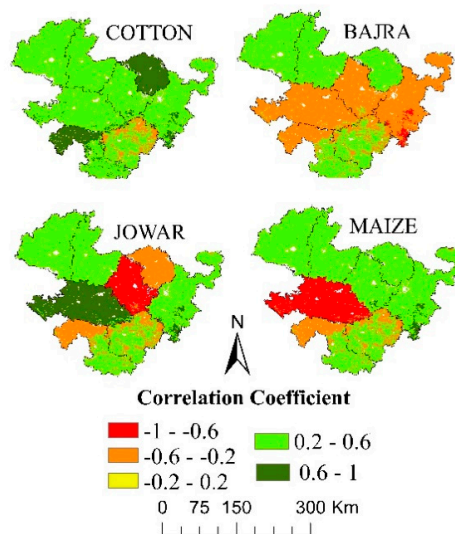 COTTON
BAJRA
JOWAR
MAIZE
N
Correlation Coefficient
-1 - -0.6
-0.6 - -0.2
-0.2 - 0.2
0.2 - 0.6
0.6 - 1
0 75 150 300 Km